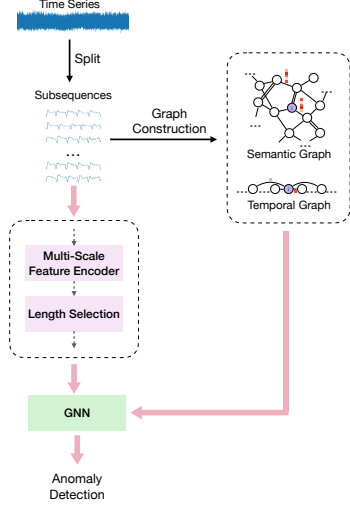 Time Series
Split
Subsequences
Graph
Construction
...
Semantic Graph
Temporal Graph
Multi-Scale
Feature Encoder
Length Selection
GNN
Anomaly
Detection